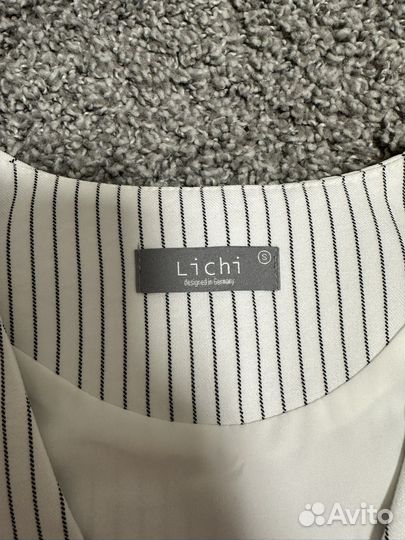 Lichi
S
designed in Germany
Avito